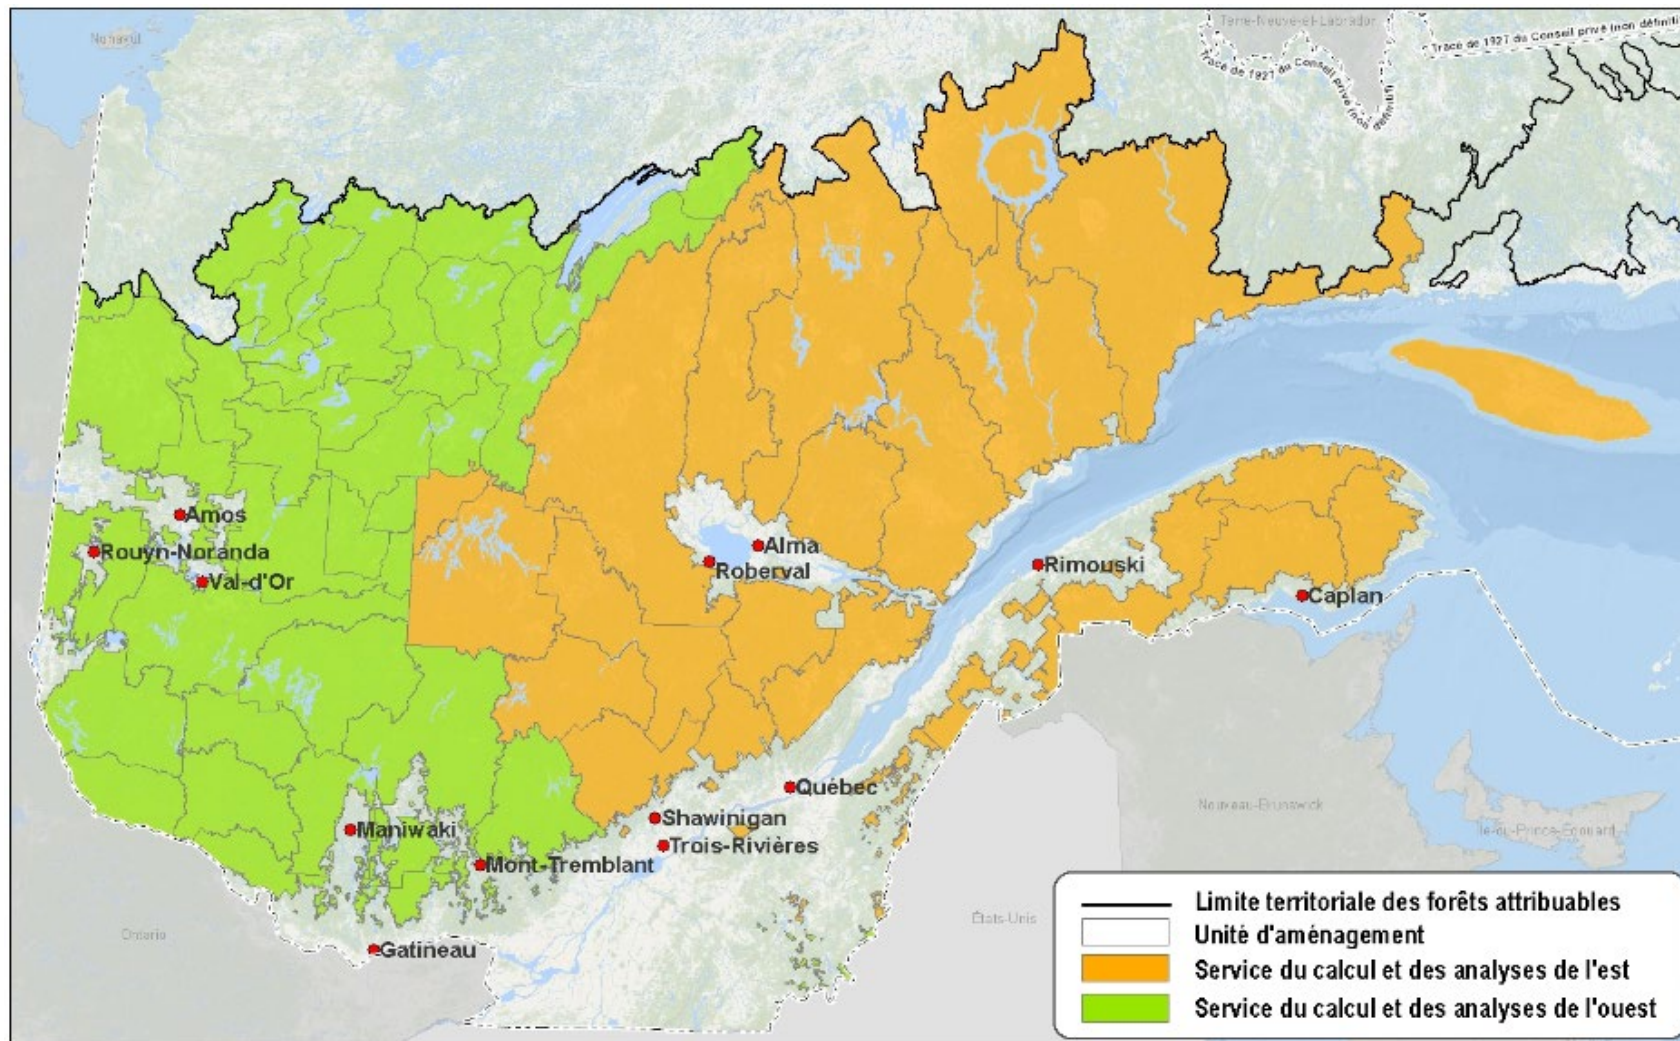 Nunavut
Terre-Neuve-et-Labrador
Tracé de 1927 du Conseil privé (non définitif)
Tracé de 1927 du Conseil privé (non définitif)
Amos
Rouyn-Noranda
Val-d'Or
Alma
Roberval
Rimouski
Caplan
Québec
Shawinigan
Trois-Rivières
Maniwaki
Mont-Tremblant
Gatineau
Nouveau-Brunswick
Île-du-Prince-Édouard
Ontario
États-Unis
Limite territoriale des forêts attribuables
Unité d'aménagement
Service du calcul et des analyses de l'est
Service du calcul et des analyses de l'ouest